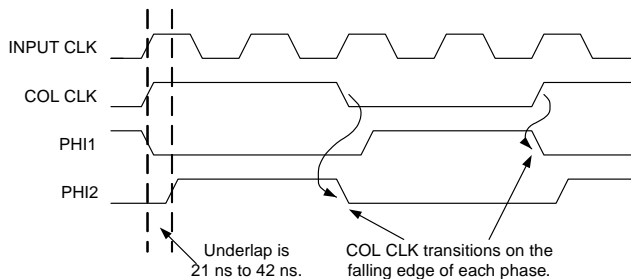 INPUT CLK
COL CLK
PHI1
PHI2
Underlap is
21 ns to 42 ns.
COL CLK transitions on the
falling edge of each phase.